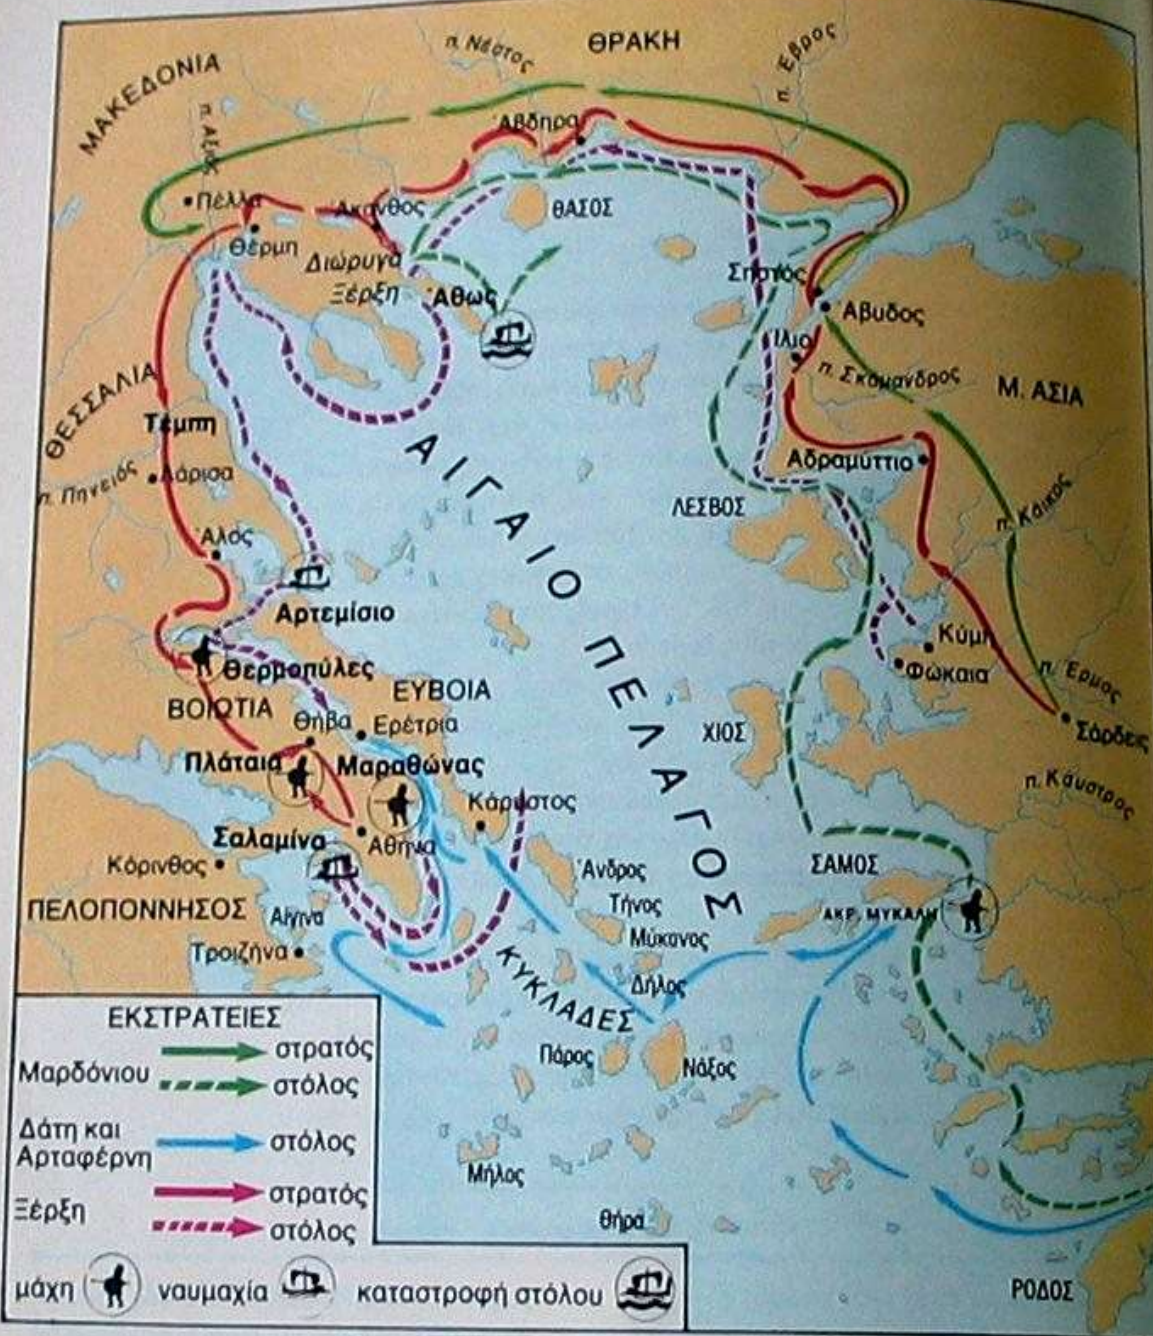 π. Νέστος
ΘΡΑΚΗ
π. Έβρος
ΜΑΚΕΔΟΝΙΑ
π. Αξιός
Άβδηρα
Πέλλα
Άκανθος
ΘΑΣΟΣ
Θέρμη
Διώρυγα
Ξέρξη
Άθως
Σηστός
Άβυδος
Ίλιο
π. Σκάμανδρος
Μ. ΑΣΙΑ
ΘΕΣΣΑΛΙΑ
Τέμπη
π. Πηνειός
Λάρισα
Αδραμύττιο
ΛΕΣΒΟΣ
π. Κάικος
Αλός
ΑΙΓΑΙΟ ΠΕΛΑΓΟΣ
Αρτεμίσιο
Κύμη
Φώκαια
π. Έρμος
Θερμοπύλες
ΕΥΒΟΙΑ
ΒΟΙΩΤΙΑ
Θήβα
Ερέτρια
ΧΙΟΣ
Σάρδεις
Πλαταιά
Μαραθώνας
π. Κάυστρος
Κάρυστος
Σαλαμίνα
Αθήνα
Κόρινθος
Άνδρος
ΣΑΜΟΣ
ΠΕΛΟΠΟΝΝΗΣΟΣ
Αίγινα
Τήνος
ΑΚΡ. ΜΥΚΑΛΗ
Τροιζήνα
Μύκονος
ΚΥΚΛΑΔΕΣ
Δήλος
Πάρος
Νάξος
Μήλος
Θήρα
ΡΟΔΟΣ
ΕΚΣΤΡΑΤΕΙΕΣ
Μαρδόνιου
στρατός
στόλος
Δάτη και
Αρταφέρνη
στόλος
Ξέρξη
στρατός
στόλος
μάχη ναυμαχία καταστροφή στόλου